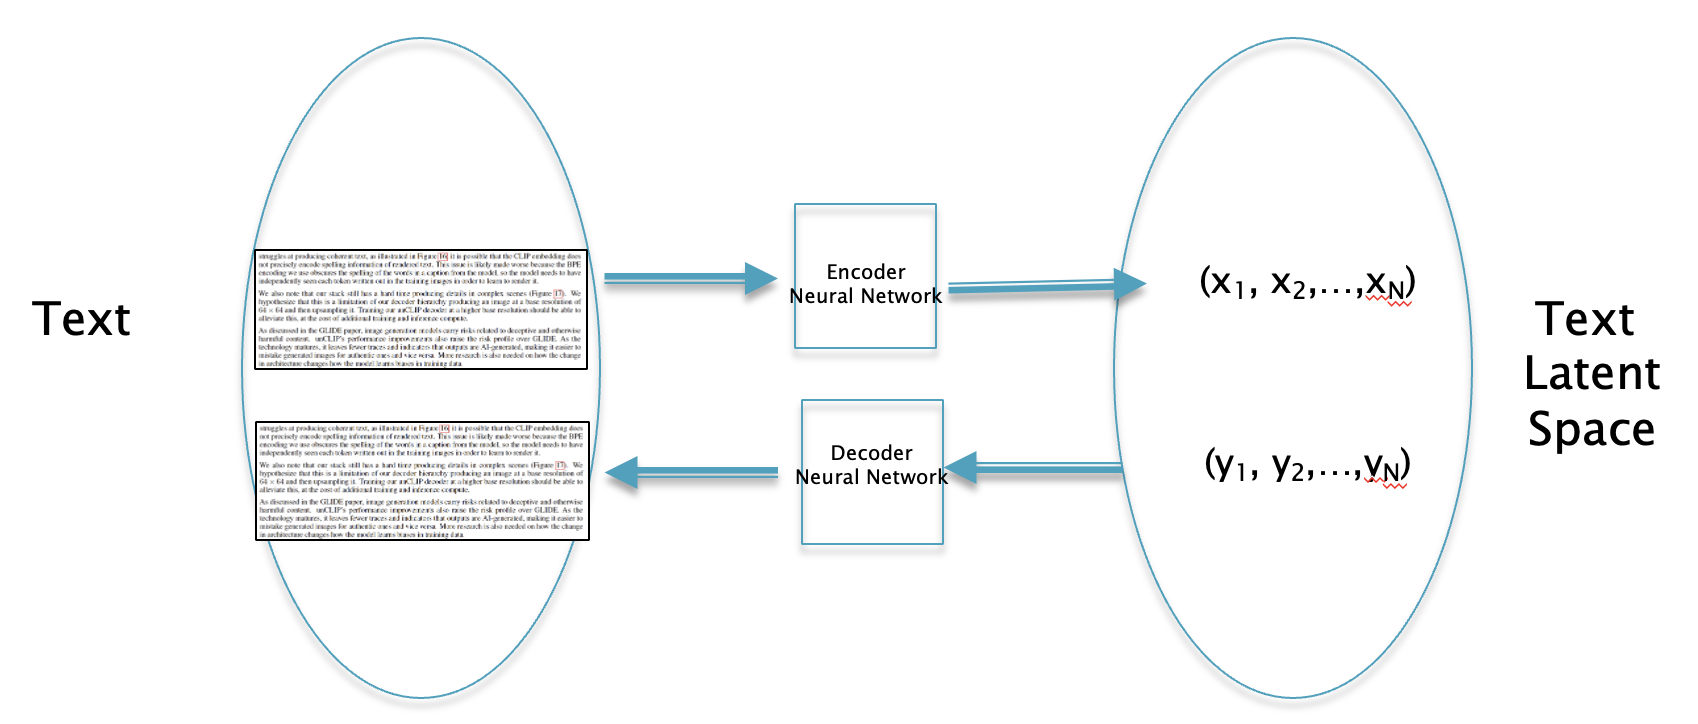 Text
struggles at producing coherent text, as illustrated in Figure 16; it is possible that the CLIP embedding does
not precisely encode spelling information of rendered text. This issue is likely made worse because the BPE
encoding we use obscures the spelling of the words in a caption from the model, so the model needs to have
independently seen each token written out in the training images in order to learn to render it.
We also note that our stack still has a hard time producing details in complex scenes (Figure 17). We
hypothesize that this is a limitation of our decoder hierarchy producing an image at a base resolution of
64 × 64 and then upsampling it. Training our unCLIP decoder at a higher base resolution should be able to
alleviate this, at the cost of additional training and inference compute.
As discussed in the GLIDE paper, image generation models carry risks related to deceptive and otherwise
harmful content. unCLIP's performance improvements also raise the risk profile over GLIDE. As the
technology matures, it leaves fewer traces and indicators that outputs are AI-generated, making it easier to
mistake generated images for authentic ones and vice versa. More research is also needed on how the change
in architecture changes how the model learns biases in training data.
Encoder
Neural Network
(x1, x2,...,xN)
Text
Latent
Space
struggles at producing coherent text, as illustrated in Figure 16; it is possible that the CLIP embedding does
not precisely encode spelling information of rendered text. This issue is likely made worse because the BPE
encoding we use obscures the spelling of the words in a caption from the model, so the model needs to have
independently seen each token written out in the training images in order to learn to render it.
We also note that our stack still has a hard time producing details in complex scenes (Figure 17). We
hypothesize that this is a limitation of our decoder hierarchy producing an image at a base resolution of
64 × 64 and then upsampling it. Training our unCLIP decoder at a higher base resolution should be able to
alleviate this, at the cost of additional training and inference compute.
As discussed in the GLIDE paper, image generation models carry risks related to deceptive and otherwise
harmful content. unCLIP's performance improvements also raise the risk profile over GLIDE. As the
technology matures, it leaves fewer traces and indicators that outputs are AI-generated, making it easier to
mistake generated images for authentic ones and vice versa. More research is also needed on how the change
in architecture changes how the model learns biases in training data.
Decoder
Neural Network
(y1, y2,...,yN)